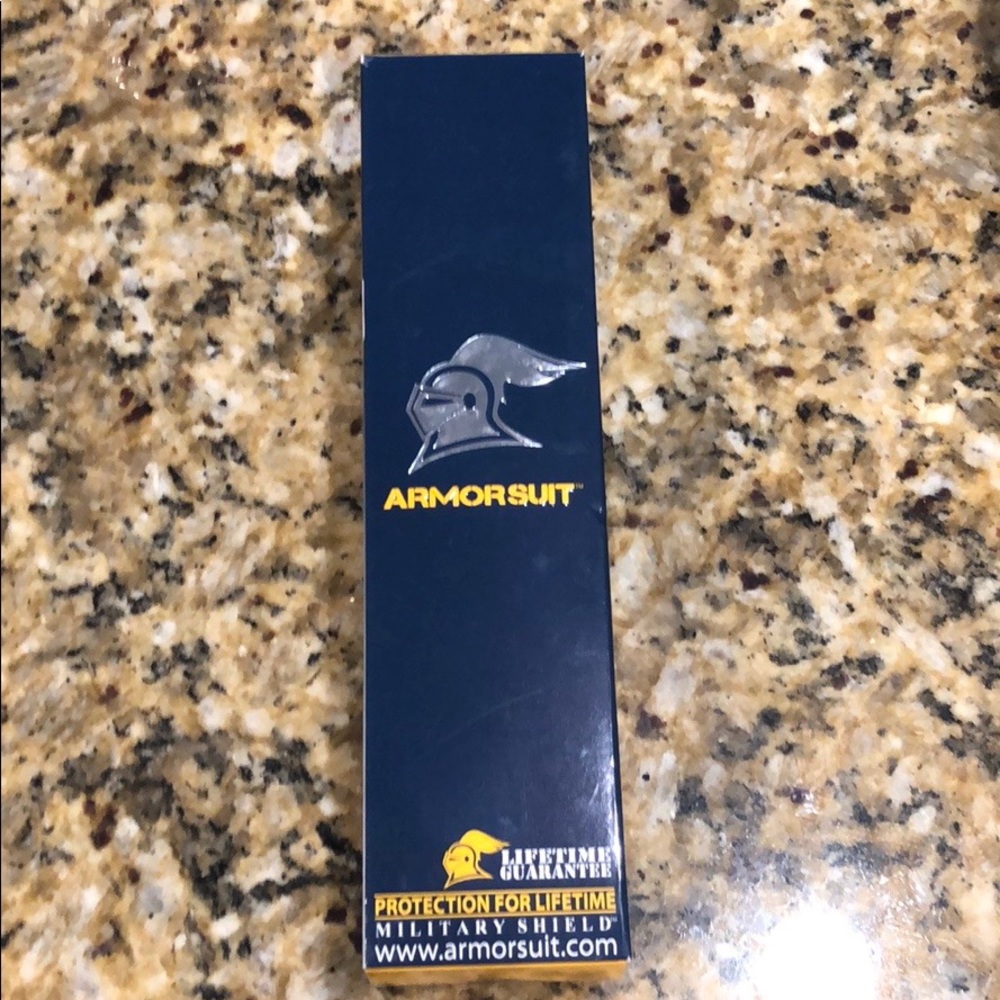 ARMORSUIT™
LIFETIME
GUARANTEE
PROTECTION FOR LIFETIME
MILITARY SHIELD™
www.armorsuit.com